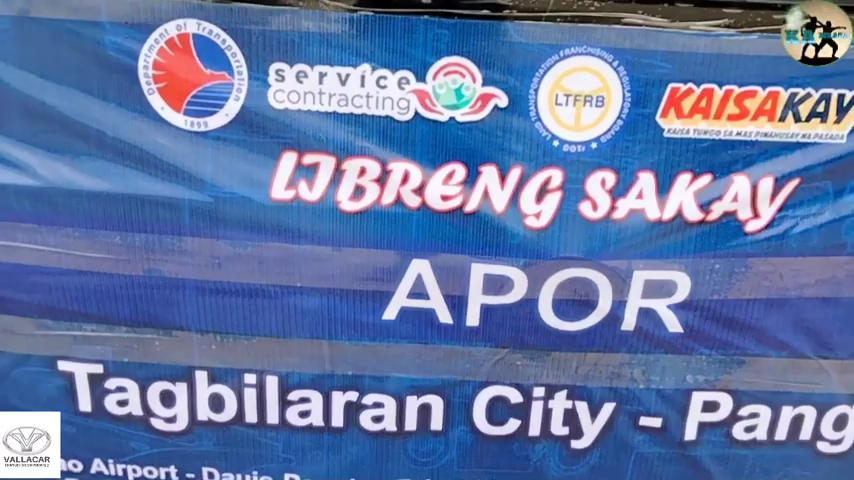 Department of Transportation
1899
service
contracting
LAND TRANSPORTATION FRANCHISING & REGULATORY BOARD
LTFRB
KAISAKAY
KAISA TUNGO SA MAS PINAHUSAY NA PASADA
LIBRENG SAKAY
APOR
Tagbilaran City - Pang
VALLACAR
no Airport - Dauis